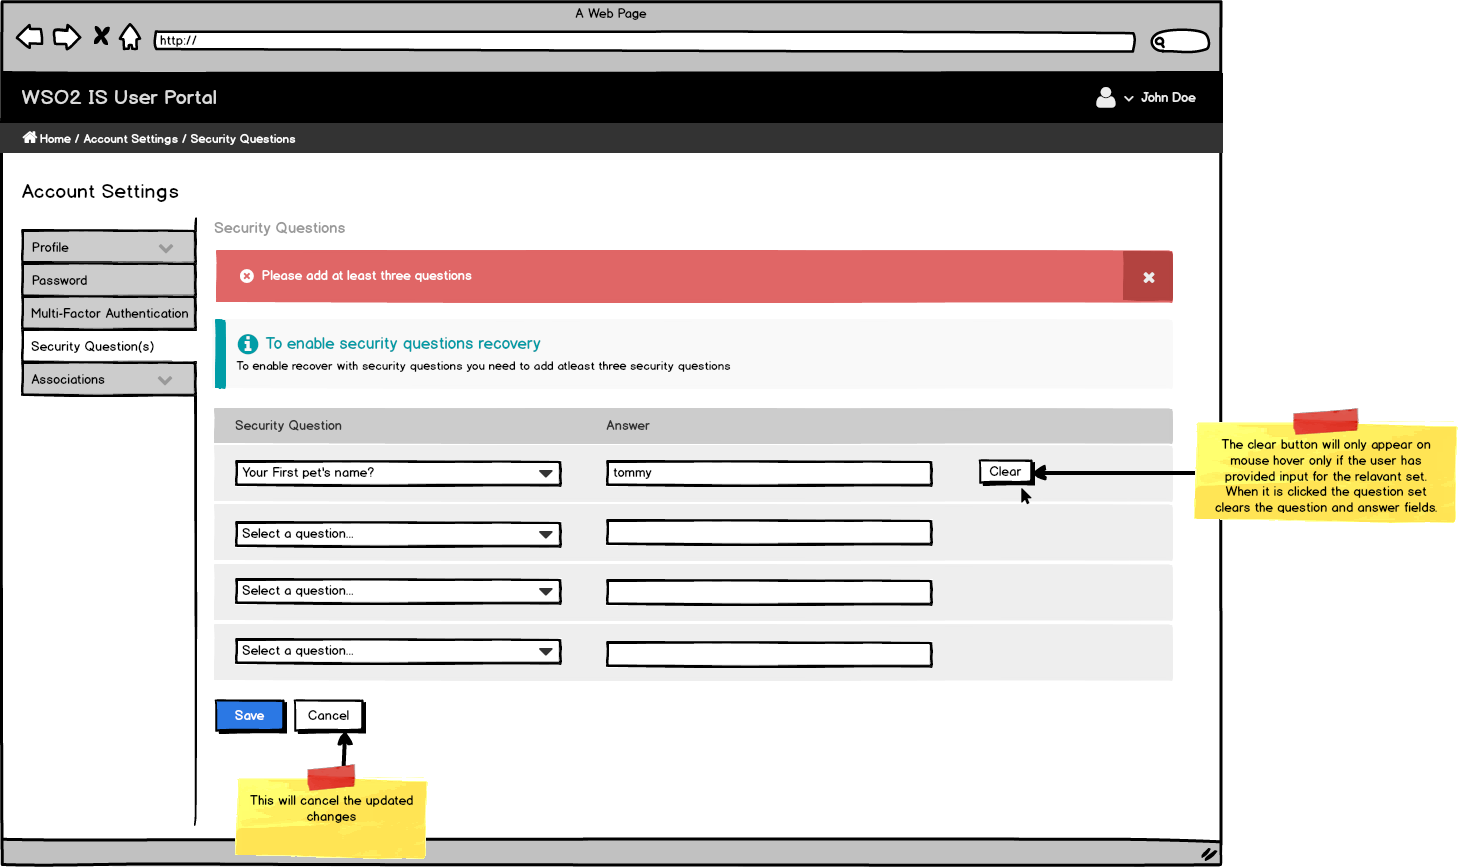 A Web Page
http://
WSO2 IS User Portal
John Doe
Home / Account Settings / Security Questions
Account Settings
Profile
Password
Multi-Factor Authentication
Security Question(s)
Associations
Security Questions
Please add at least three questions
To enable security questions recovery
To enable recover with security questions you need to add atleast three security questions
Security Question Answer
Your First pet's name? tommy Clear
Select a question...
Select a question...
Select a question...
Save Cancel
The clear button will only appear on
mouse hover only if the user has
provided input for the relavant set.
When it is clicked the question set
clears the question and answer fields.
This will cancel the updated
changes